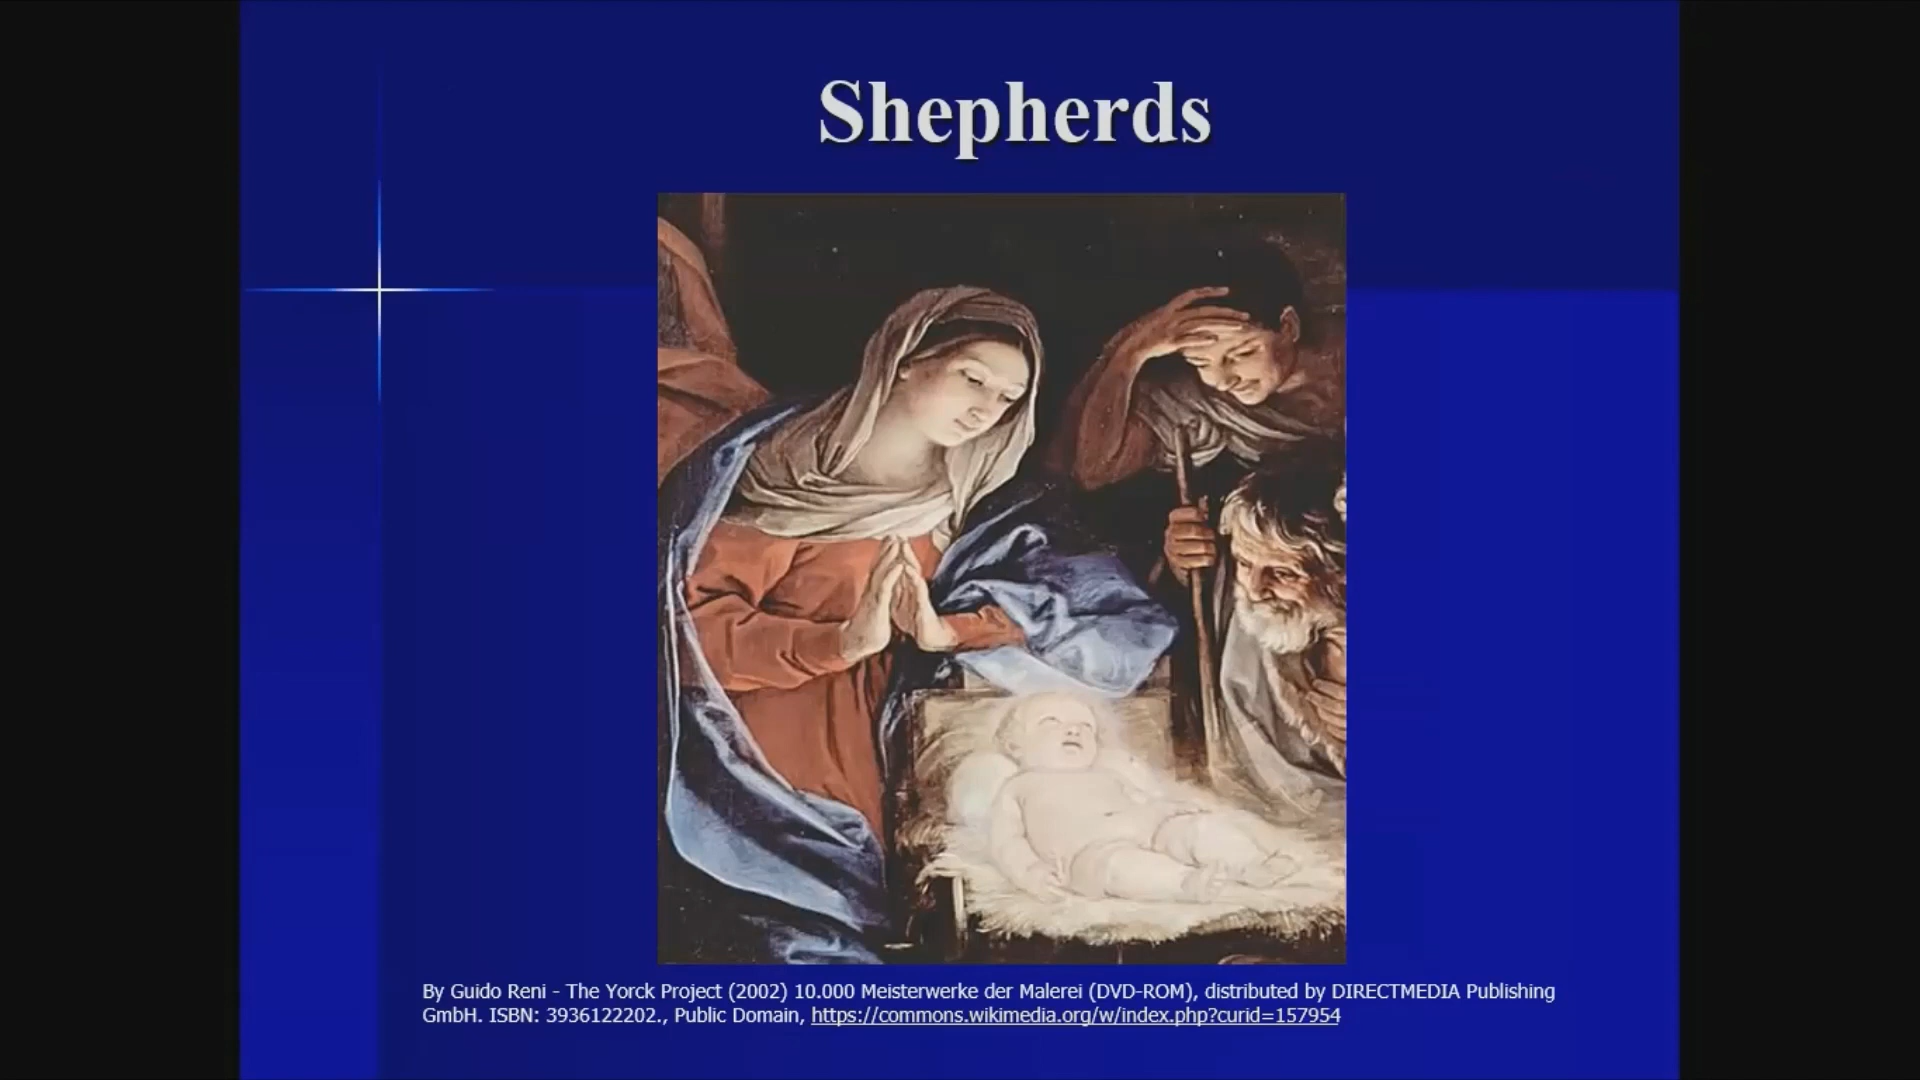 Shepherds
By Guido Reni - The Yorck Project (2002) 10.000 Meisterwerke der Malerei (DVD-ROM), distributed by DIRECTMEDIA Publishing
GmbH. ISBN: 3936122202., Public Domain, https://commons.wikimedia.org/w/index.php?curid=157954